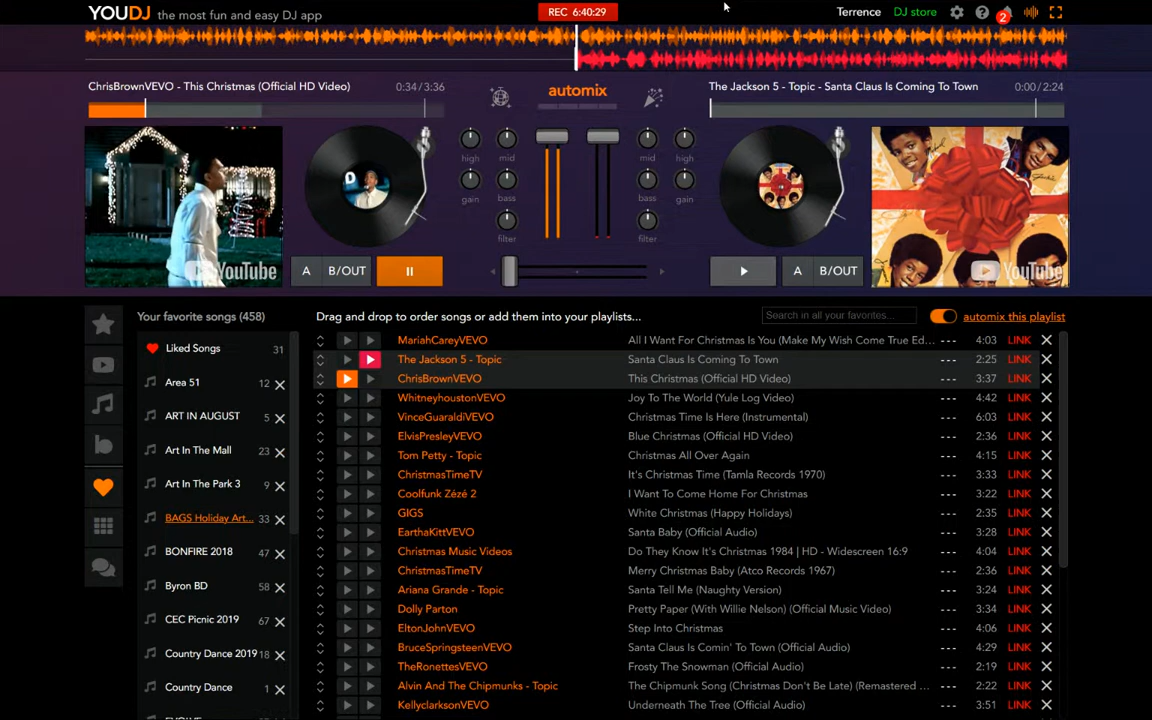 YOUDJ the most fun and easy DJ app
REC 6:40:29
Terrence DJ store
2
ChrisBrownVEVO - This Christmas (Official HD Video) 0:34/3:36
automix
The Jackson 5 - Topic - Santa Claus Is Coming To Town 0:00/2:24
high mid
mid high
gain bass
bass gain
filter
filter
YouTube
A B/OUT
A B/OUT
YouTube
Your favorite songs (458)
Drag and drop to order songs or add them into your playlists...
Search in all your favorites...
automix this playlist
Liked Songs 31
Area 51 12
ART IN AUGUST 5
Art In The Mall 23
Art In The Park 3 9
BAGS Holiday Art... 33
BONFIRE 2018 47
Byron BD 58
CEC Picnic 2019 67
Country Dance 2019 18
Country Dance 1
MariahCareyVEVO All I Want For Christmas Is You (Make My Wish Come True Ed... 4:03 LINK
The Jackson 5 - Topic Santa Claus Is Coming To Town --- 2:25 LINK
ChrisBrownVEVO This Christmas (Official HD Video) --- 3:37 LINK
WhitneyhoustonVEVO Joy To The World (Yule Log Video) --- 4:42 LINK
VinceGuaraldiVEVO Christmas Time Is Here (Instrumental) --- 6:03 LINK
ElvisPresleyVEVO Blue Christmas (Official HD Video) --- 2:36 LINK
Tom Petty - Topic Christmas All Over Again --- 4:15 LINK
ChristmasTimeTV It's Christmas Time (Tamla Records 1970) --- 3:33 LINK
Coolfunk Zézé 2 I Want To Come Home For Christmas --- 3:22 LINK
GIGS White Christmas (Happy Holidays) --- 2:35 LINK
EarthaKittVEVO Santa Baby (Official Audio) --- 3:28 LINK
Christmas Music Videos Do They Know It's Christmas 1984 | HD - Widescreen 16:9 --- 4:04 LINK
ChristmasTimeTV Merry Christmas Baby (Atco Records 1967) --- 2:36 LINK
Ariana Grande - Topic Santa Tell Me (Naughty Version) --- 3:24 LINK
Dolly Parton Pretty Paper (With Willie Nelson) (Official Music Video) --- 3:34 LINK
EltonJohnVEVO Step Into Christmas --- 4:06 LINK
BruceSpringsteenVEVO Santa Claus Is Comin' To Town (Official Audio) --- 4:29 LINK
TheRonettesVEVO Frosty The Snowman (Official Audio) --- 2:19 LINK
Alvin And The Chipmunks - Topic The Chipmunk Song (Christmas Don't Be Late) (Remastered ... --- 2:22 LINK
KellyclarksonVEVO Underneath The Tree (Official Audio) --- 3:51 LINK